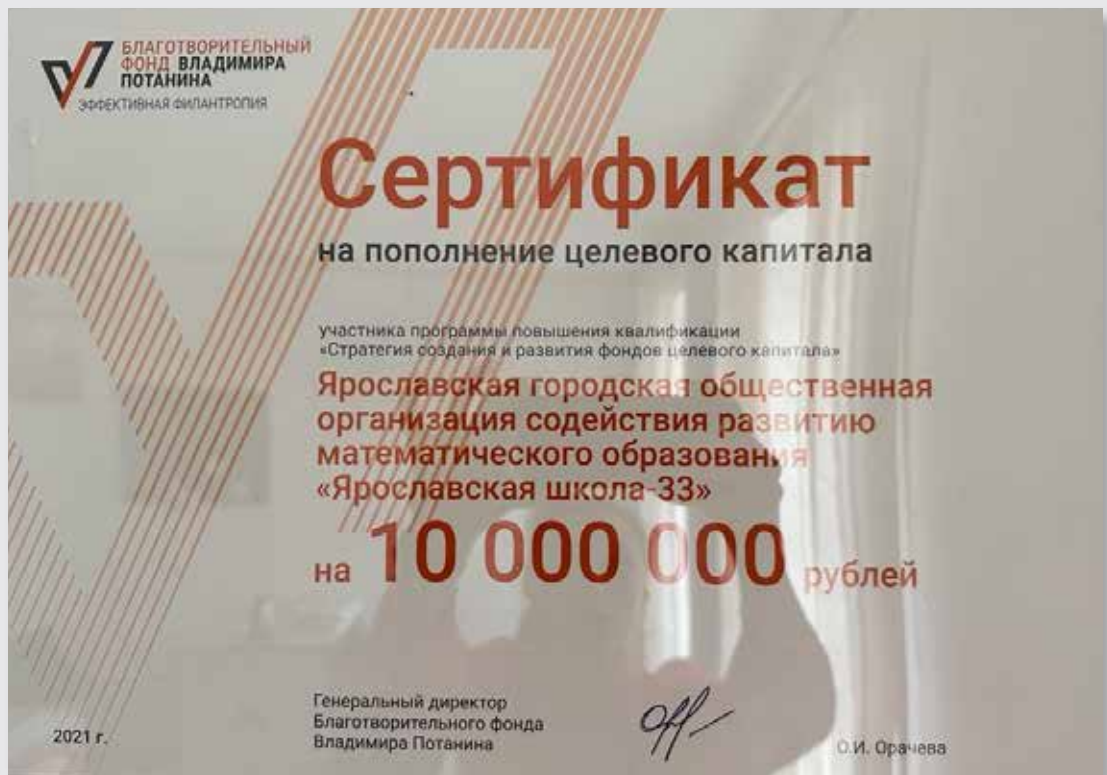 БЛАГОТВОРИТЕЛЬНЫЙ
ФОНД ВЛАДИМИРА
ПОТАНИНА
ЭФФЕКТИВНАЯ ФИЛАНТРОПИЯ
Сертификат
на пополнение целевого капитала
участника программы повышения квалификации
«Стратегия создания и развития фондов целевого капитала»
Ярославская городская общественная
организация содействия развитию
математического образования
«Ярославская школа-33»
на 10 000 000 рублей
Генеральный директор
Благотворительного фонда
Владимира Потанина
2021 г.
О.И. Орачева